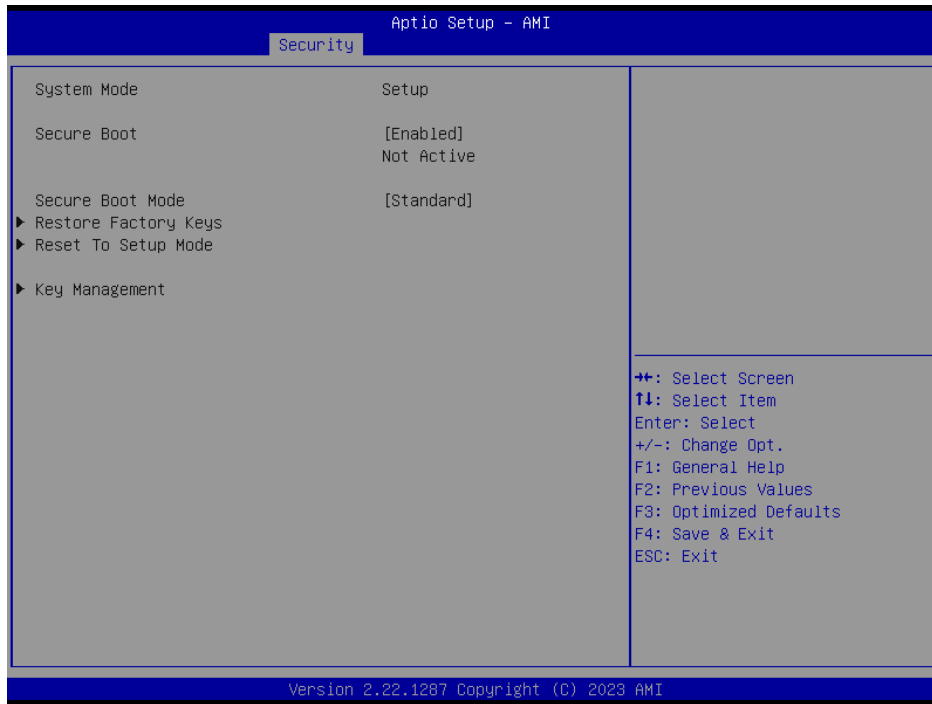 Aptio Setup – AMI
Security
System Mode Setup
Secure Boot [Enabled]
Not Active
Secure Boot Mode [Standard]
▶ Restore Factory Keys
▶ Reset To Setup Mode
▶ Key Management
→←: Select Screen
↑↓: Select Item
Enter: Select
+/-: Change Opt.
F1: General Help
F2: Previous Values
F3: Optimized Defaults
F4: Save & Exit
ESC: Exit
Version 2.22.1287 Copyright (C) 2023 AMI